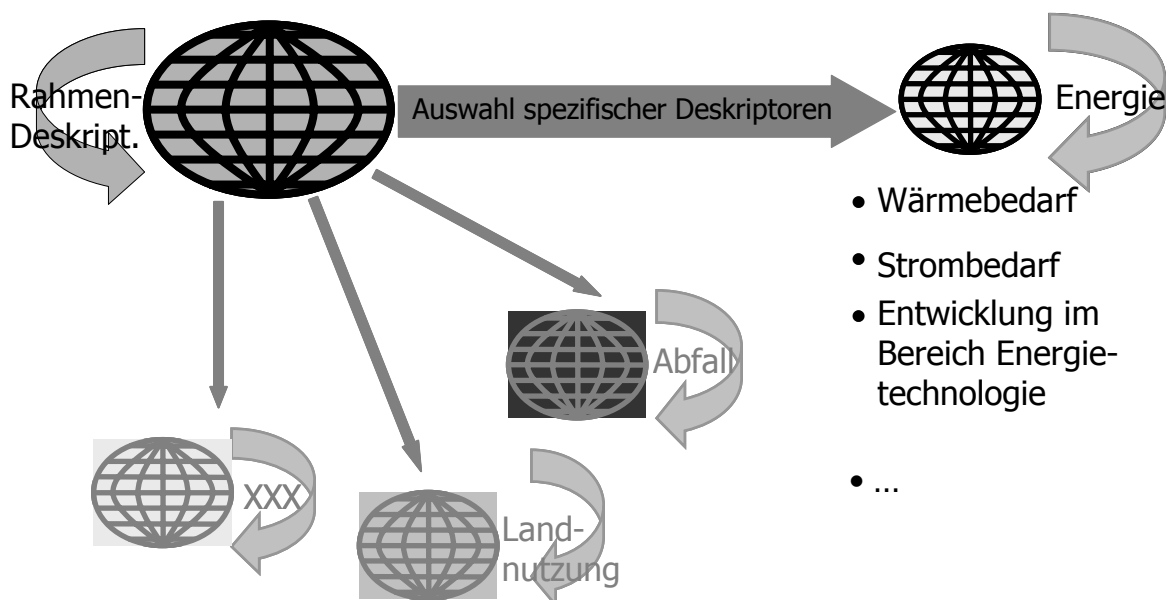 Rahmen-
Deskript.
Auswahl spezifischer Deskriptoren
Energie
• Wärmebedarf
• Strombedarf
• Entwicklung im
Bereich Energie-
technologie
• ...
Abfall
XXX
Land-
nutzung